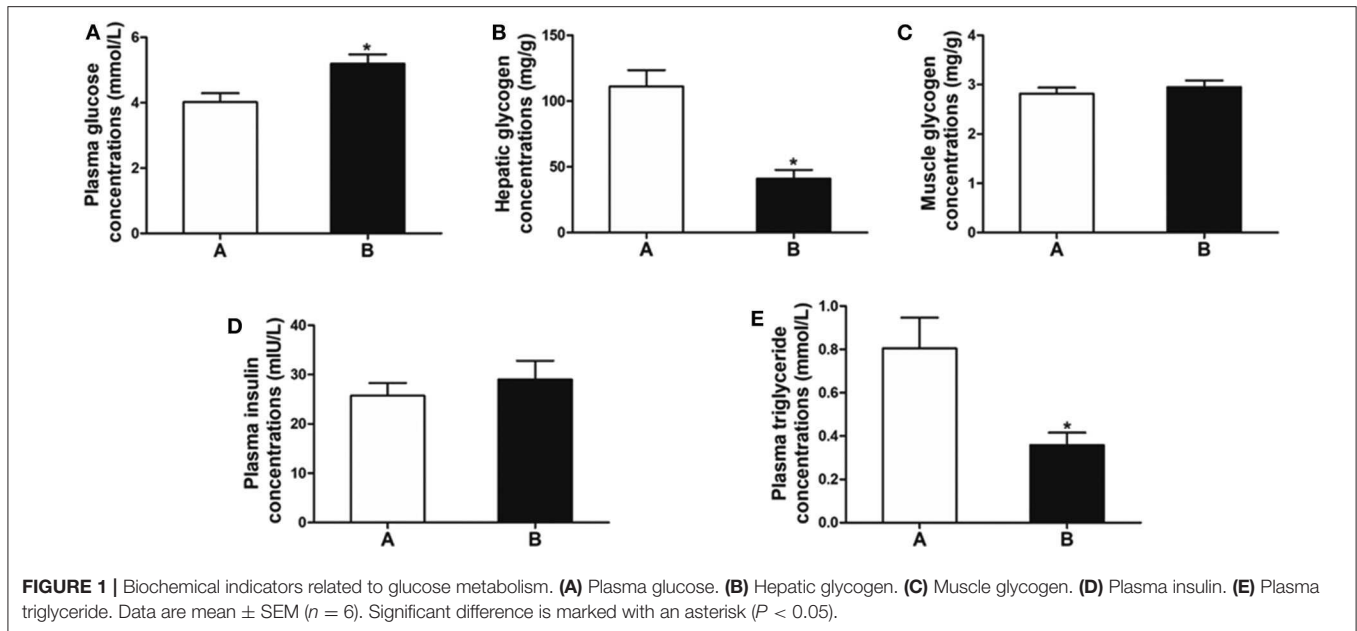 A
Plasma glucose
concentrations (mmol/L)
6
4
2
0
*
A
B
B
Hepatic glycogen
concentrations (mg/g)
150
100
50
0
*
A
B
C
Muscle glycogen
concentrations (mg/g)
4
3
2
1
0
A
B
D
Plasma insulin
concentrations (mIU/L)
40
30
20
10
0
A
B
E
Plasma triglyceride
concentrations (mmol/L)
1.0
0.8
0.6
0.4
0.2
0.0
*
A
B
FIGURE 1 | Biochemical indicators related to glucose metabolism. (A) Plasma glucose. (B) Hepatic glycogen. (C) Muscle glycogen. (D) Plasma insulin. (E) Plasma
triglyceride. Data are mean ± SEM (n = 6). Significant difference is marked with an asterisk (P < 0.05).